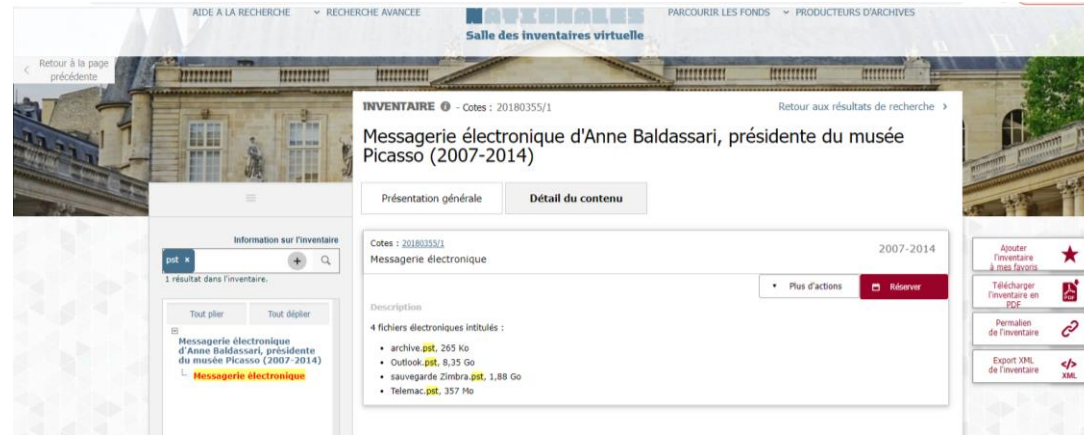 AIDE A LA RECHERCHE
RECHERCHE AVANCEE
NATIONALES
PARCOURIR LES FONDS
PRODUCTEURS D'ARCHIVES
Salle des inventaires virtuelle
Retour à la page
précédente
INVENTAIRE - Cotes : 20180355/1
Retour aux résultats de recherche
Messagerie électronique d'Anne Baldassari, présidente du musée
Picasso (2007-2014)
Présentation générale
Détail du contenu
Information sur l'inventaire
pst ×
1 résultat dans l'inventaire.
Tout plier
Tout déplier
Messagerie électronique
d'Anne Baldassari, présidente
du musée Picasso (2007-2014)
Messagerie électronique
Cotes : 20180355/1
2007-2014
Messagerie électronique
Plus d'actions
Réserver
Description
4 fichiers électroniques intitulés :
• archive.pst, 265 Ko
• Outlook.pst, 8,35 Go
• sauvegarde Zimbra.pst, 1,88 Go
• Telemac.pst, 357 Mo
Ajouter
l'inventaire
à mes favoris
Télécharger
l'inventaire en
PDF
PDF
Permalien
de l'inventaire
Export XML
de l'inventaire
</>
XML